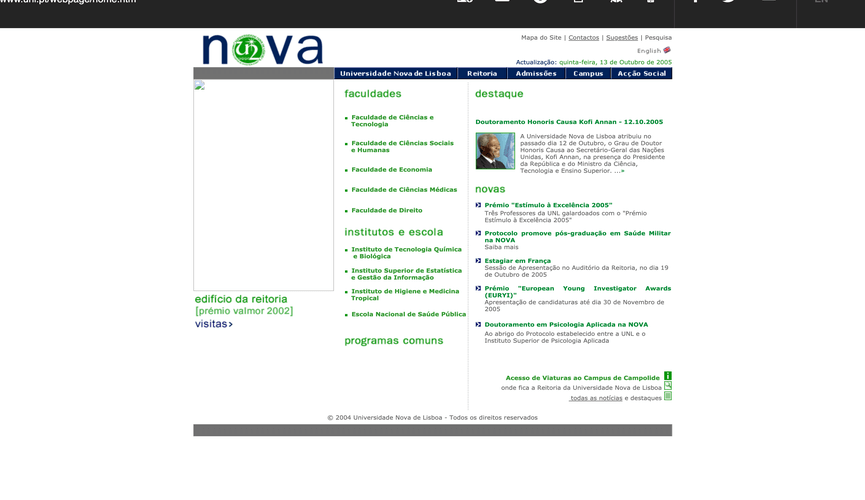 www.unl.pt/webpage/home.htm
EN
nova
Mapa do Site | Contactos | Sugestões | Pesquisa
English
Actualização: quinta-feira, 13 de Outubro de 2005
Universidade Nova de Lisboa | Reitoria | Admissões | Campus | Acção Social
faculdades
Faculdade de Ciências e
Tecnologia
Faculdade de Ciências Sociais
e Humanas
Faculdade de Economia
Faculdade de Ciências Médicas
Faculdade de Direito
institutos e escola
Instituto de Tecnologia Química
e Biológica
Instituto Superior de Estatística
e Gestão da Informação
Instituto de Higiene e Medicina
Tropical
Escola Nacional de Saúde Pública
programas comuns
edifício da reitoria
[prémio valmor 2002]
visitas>
destaque
Doutoramento Honoris Causa Kofi Annan - 12.10.2005
A Universidade Nova de Lisboa atribuiu no
passado dia 12 de Outubro, o Grau de Doutor
Honoris Causa ao Secretário-Geral das Nações
Unidas, Kofi Annan, na presença do Presidente
da República e do Ministro da Ciência,
Tecnologia e Ensino Superior. ...»
novas
Prémio "Estímulo à Excelência 2005"
Três Professores da UNL galardoados com o "Prémio
Estímulo à Excelência 2005"
Protocolo promove pós-graduação em Saúde Militar
na NOVA
Saiba mais
Estagiar em França
Sessão de Apresentação no Auditório da Reitoria, no dia 19
de Outubro de 2005
Prémio "European Young Investigator Awards
(EURYI)"
Apresentação de candidaturas até dia 30 de Novembro de
2005
Doutoramento em Psicologia Aplicada na NOVA
Ao abrigo do Protocolo estabelecido entre a UNL e o
Instituto Superior de Psicologia Aplicada
Acesso de Viaturas ao Campus de Campolide
onde fica a Reitoria da Universidade Nova de Lisboa
todas as notícias e destaques
© 2004 Universidade Nova de Lisboa - Todos os direitos reservados